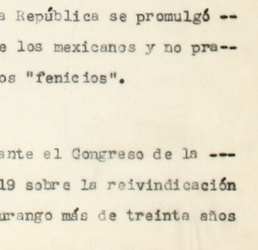 a República se promulgó --
e los mexicanos y no pra--
os "fenicios".
ante el Congreso de la ---
19 sobre la reivindicación
urango más de treinta años